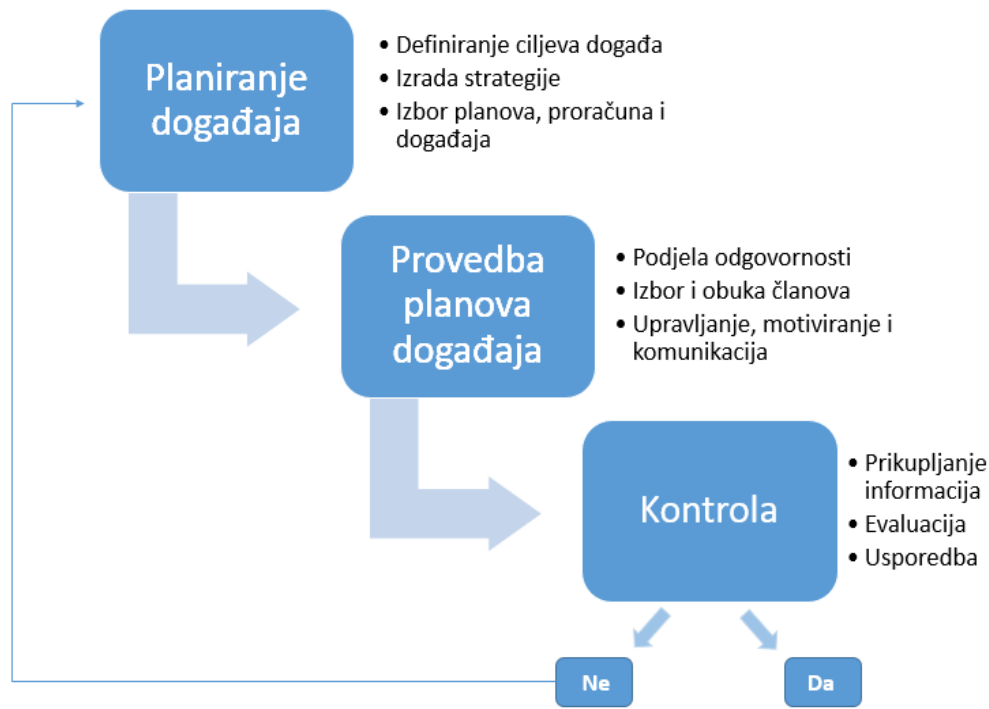 Planiranje
događaja
• Definiranje ciljeva događa
• Izrada strategije
• Izbor planova, proračuna i
događaja
Provedba
planova
događaja
• Podjela odgovornosti
• Izbor i obuka članova
• Upravljanje, motiviranje i
komunikacija
Kontrola
• Prikupljanje
informacija
• Evaluacija
• Usporedba
Ne
Da